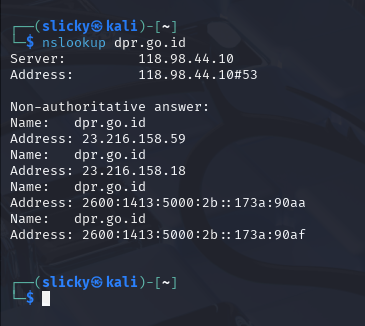 ┌──(slicky㉿kali)-[~]
└─$ nslookup dpr.go.id
Server:         118.98.44.10
Address:        118.98.44.10#53

Non-authoritative answer:
Name:   dpr.go.id
Address: 23.216.158.59
Name:   dpr.go.id
Address: 23.216.158.18
Name:   dpr.go.id
Address: 2600:1413:5000:2b::173a:90aa
Name:   dpr.go.id
Address: 2600:1413:5000:2b::173a:90af

┌──(slicky㉿kali)-[~]
└─$